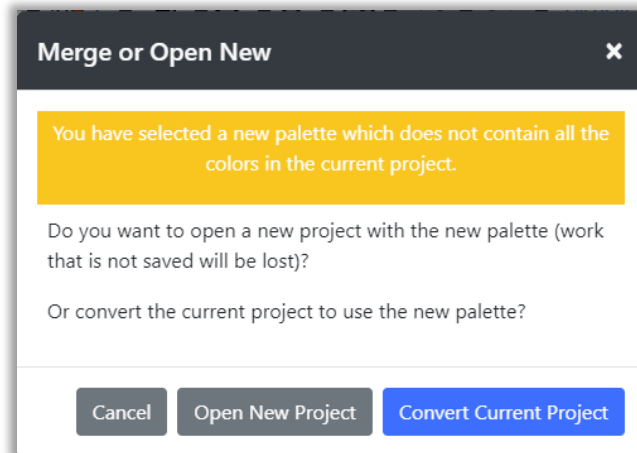 Merge or Open New
You have selected a new palette which does not contain all the
colors in the current project.
Do you want to open a new project with the new palette (work
that is not saved will be lost)?
Or convert the current project to use the new palette?
Cancel Open New Project Convert Current Project